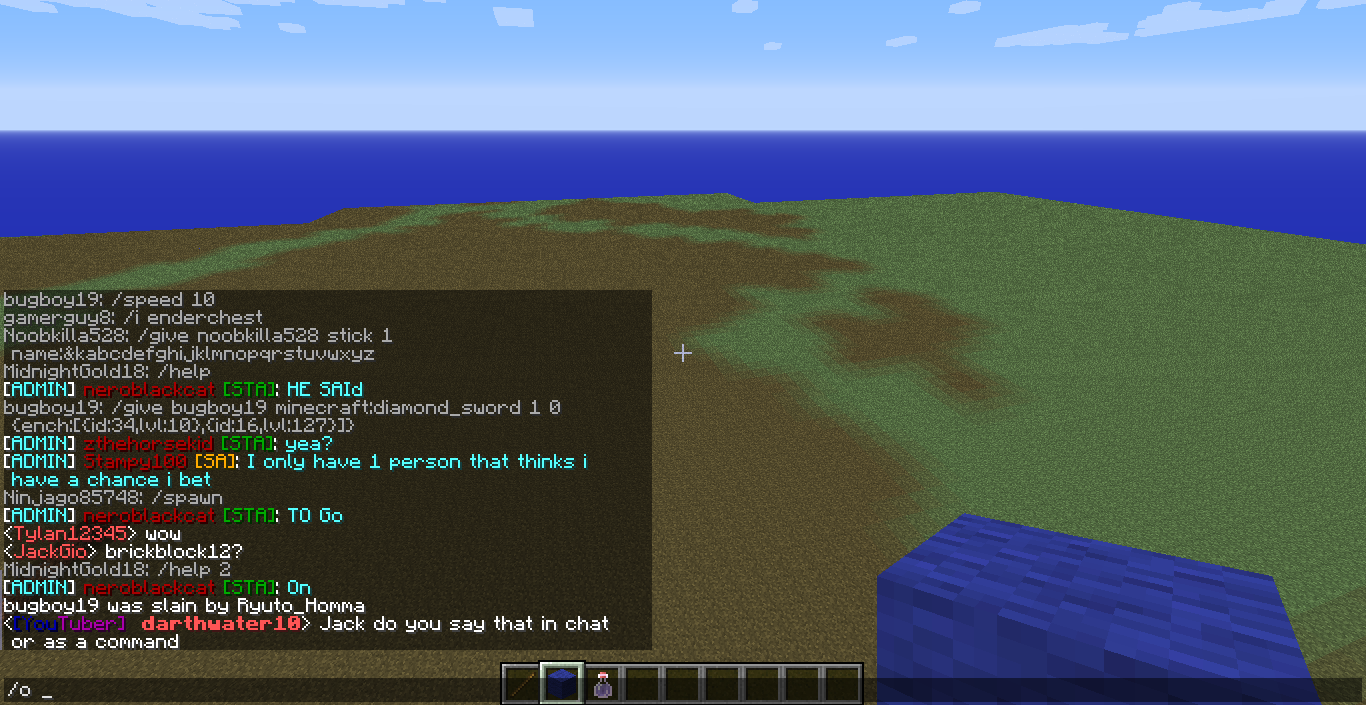 bugboy19: /speed 10
gamerguy8: /i enderchest
Noobkilla528: /give noobkilla528 stick 1
name:&kabcdefghijklmnopqrstuvwxyz
MidnightGold18: /help
[ADMIN] neroblackcat [STA]: HE SAId
bugboy19: /give bugboy19 minecraft:diamond_sword 1 0
{ench:[{id:34,lvl:10},{id:16,lvl:127}]}
[ADMIN] zthehorsekid [STA]: yea?
[ADMIN] Stampy100 [SA]: I only have 1 person that thinks i
have a chance i bet
Ninjago85748: /spawn
[ADMIN] neroblackcat [STA]: TO Go
<Tylan12345> wow
<JackGio> brickblock12?
MidnightGold18: /help 2
[ADMIN] neroblackcat [STA]: On
bugboy19 was slain by Ryuto_Homma
<[YouTuber] darthwater10> Jack do you say that in chat
or as a command
/o _